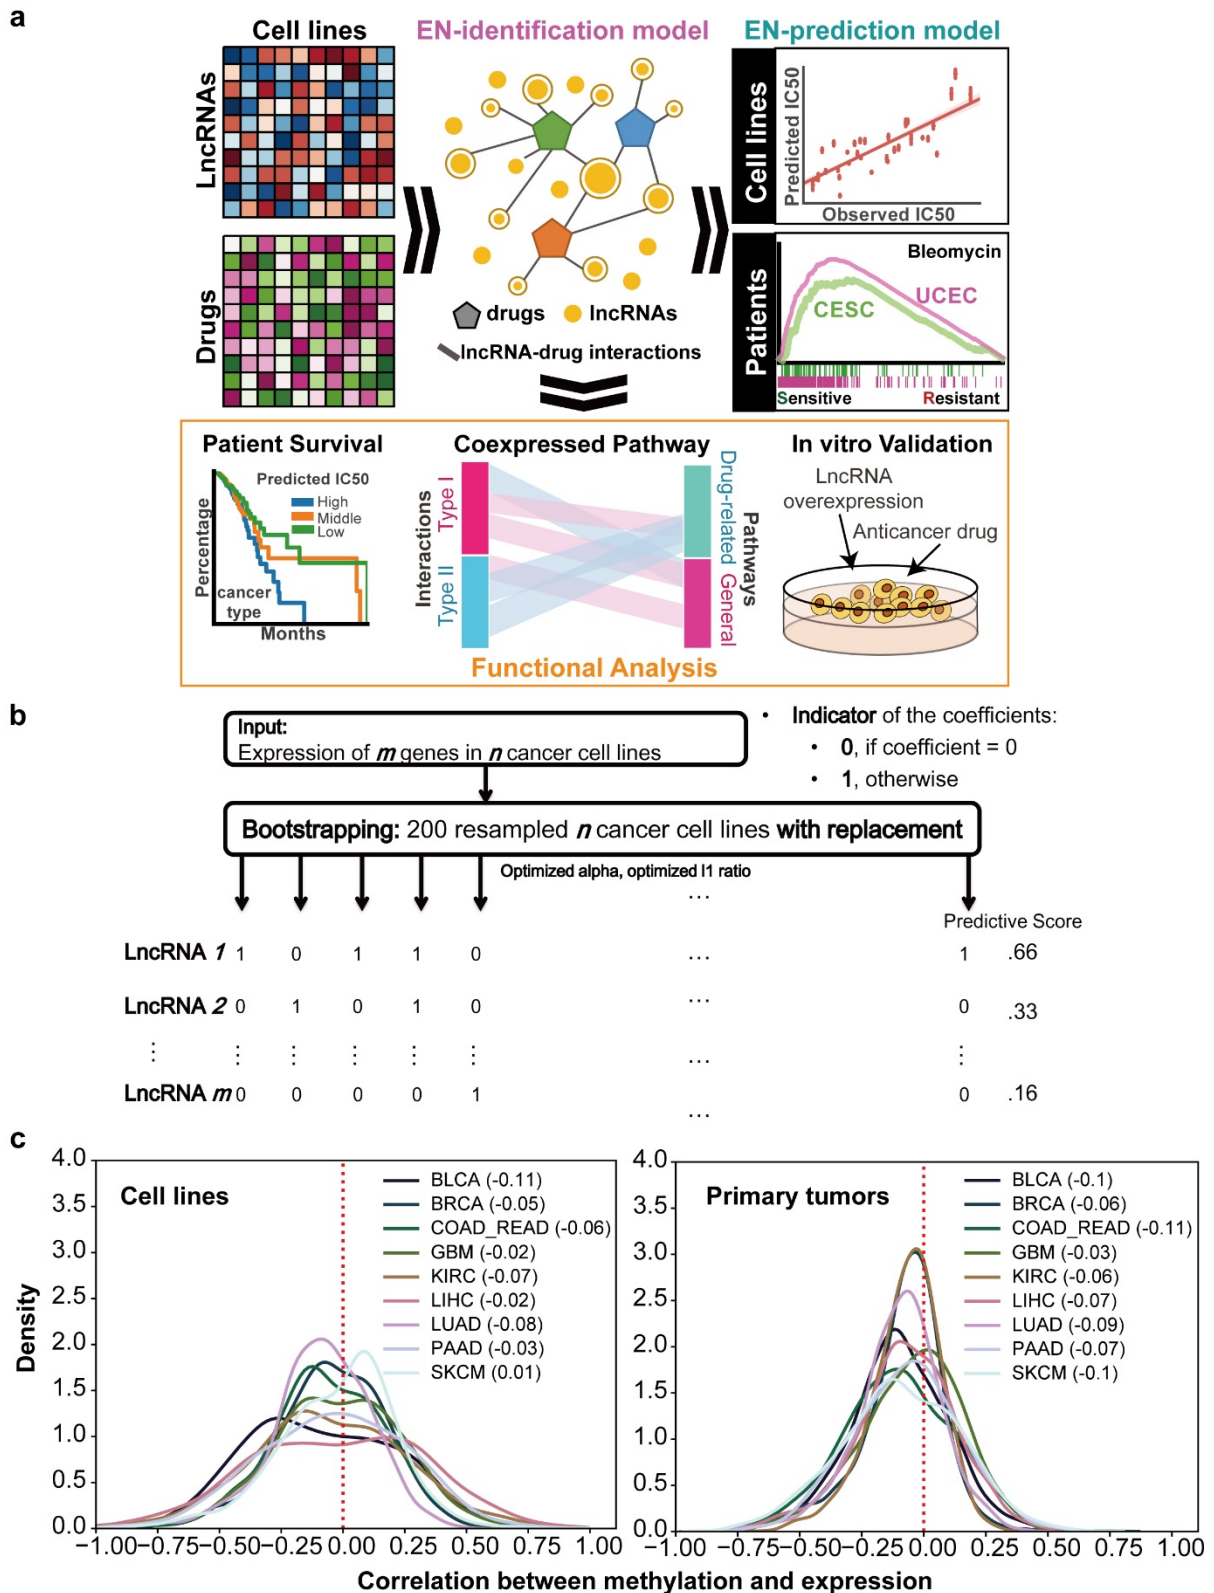 a
Cell lines
EN-identification model
EN-prediction model
LncRNAs
Drugs
drugs
lncRNAs
lncRNA-drug interactions
Cell lines
Predicted IC50
Observed IC50
Patients
Bleomycin
UCEC
CESC
Sensitive
Resistant
Patient Survival
Predicted IC50
High
Middle
Low
Percentage
cancer
type
Months
Coexpressed Pathway
Interactions
Type I
Type II
Drug-related
General
Pathways
In vitro Validation
LncRNA
overexpression
Anticancer drug
Functional Analysis
b
Input:
Expression of m genes in n cancer cell lines
• Indicator of the coefficients:
• 0, if coefficient = 0
• 1, otherwise
Bootstrapping: 200 resampled n cancer cell lines with replacement
Optimized alpha, optimized l1 ratio
...
Predictive Score
LncRNA 1 1 0 1 1 0 ... 1 .66
LncRNA 2 0 1 0 1 0 ... 0 .33
⋮ ⋮ ⋮ ⋮ ⋮ ⋮ ... ⋮
LncRNA m 0 0 0 0 1 ... 0 .16
c
Density
4.0
3.5
3.0
2.5
2.0
1.5
1.0
0.5
0.0
Cell lines
BLCA (-0.11)
BRCA (-0.05)
COAD_READ (-0.06)
GBM (-0.02)
KIRC (-0.07)
LIHC (-0.02)
LUAD (-0.08)
PAAD (-0.03)
SKCM (0.01)
−1.00 −0.75 −0.50 −0.25 0.00 0.25 0.50 0.75 1.00
4.0
3.5
3.0
2.5
2.0
1.5
1.0
0.5
0.0
Primary tumors
BLCA (-0.1)
BRCA (-0.06)
COAD_READ (-0.11)
GBM (-0.03)
KIRC (-0.06)
LIHC (-0.07)
LUAD (-0.09)
PAAD (-0.07)
SKCM (-0.1)
−1.00 −0.75 −0.50 −0.25 0.00 0.25 0.50 0.75 1.00
Correlation between methylation and expression